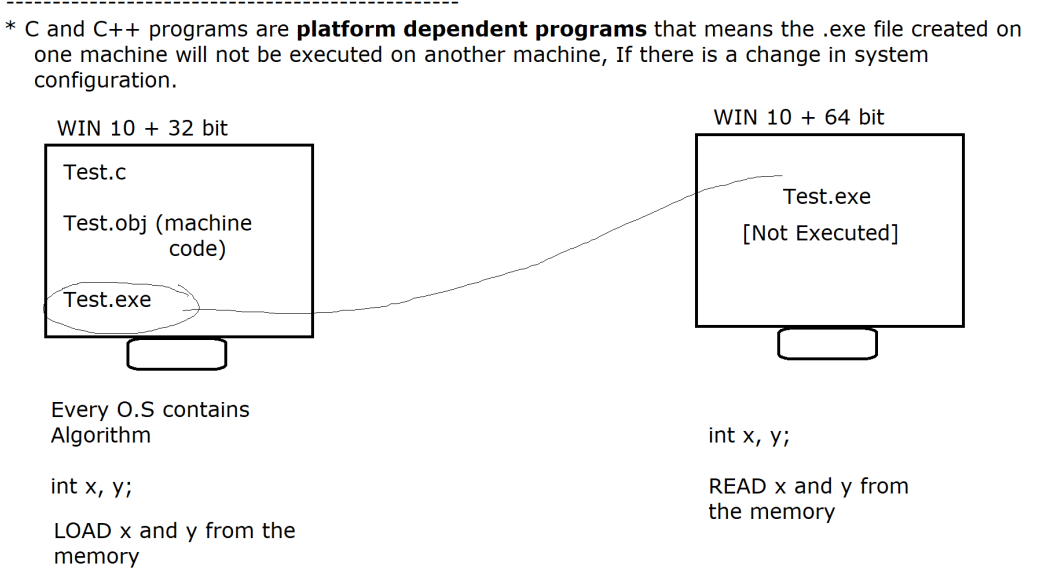 * C and C++ programs are platform dependent programs that means the .exe file created on
one machine will not be executed on another machine, If there is a change in system
configuration.
WIN 10 + 32 bit
Test.c
Test.obj (machine
code)
Test.exe
WIN 10 + 64 bit
Test.exe
[Not Executed]
Every O.S contains
Algorithm
int x, y;
LOAD x and y from the
memory
int x, y;
READ x and y from
the memory